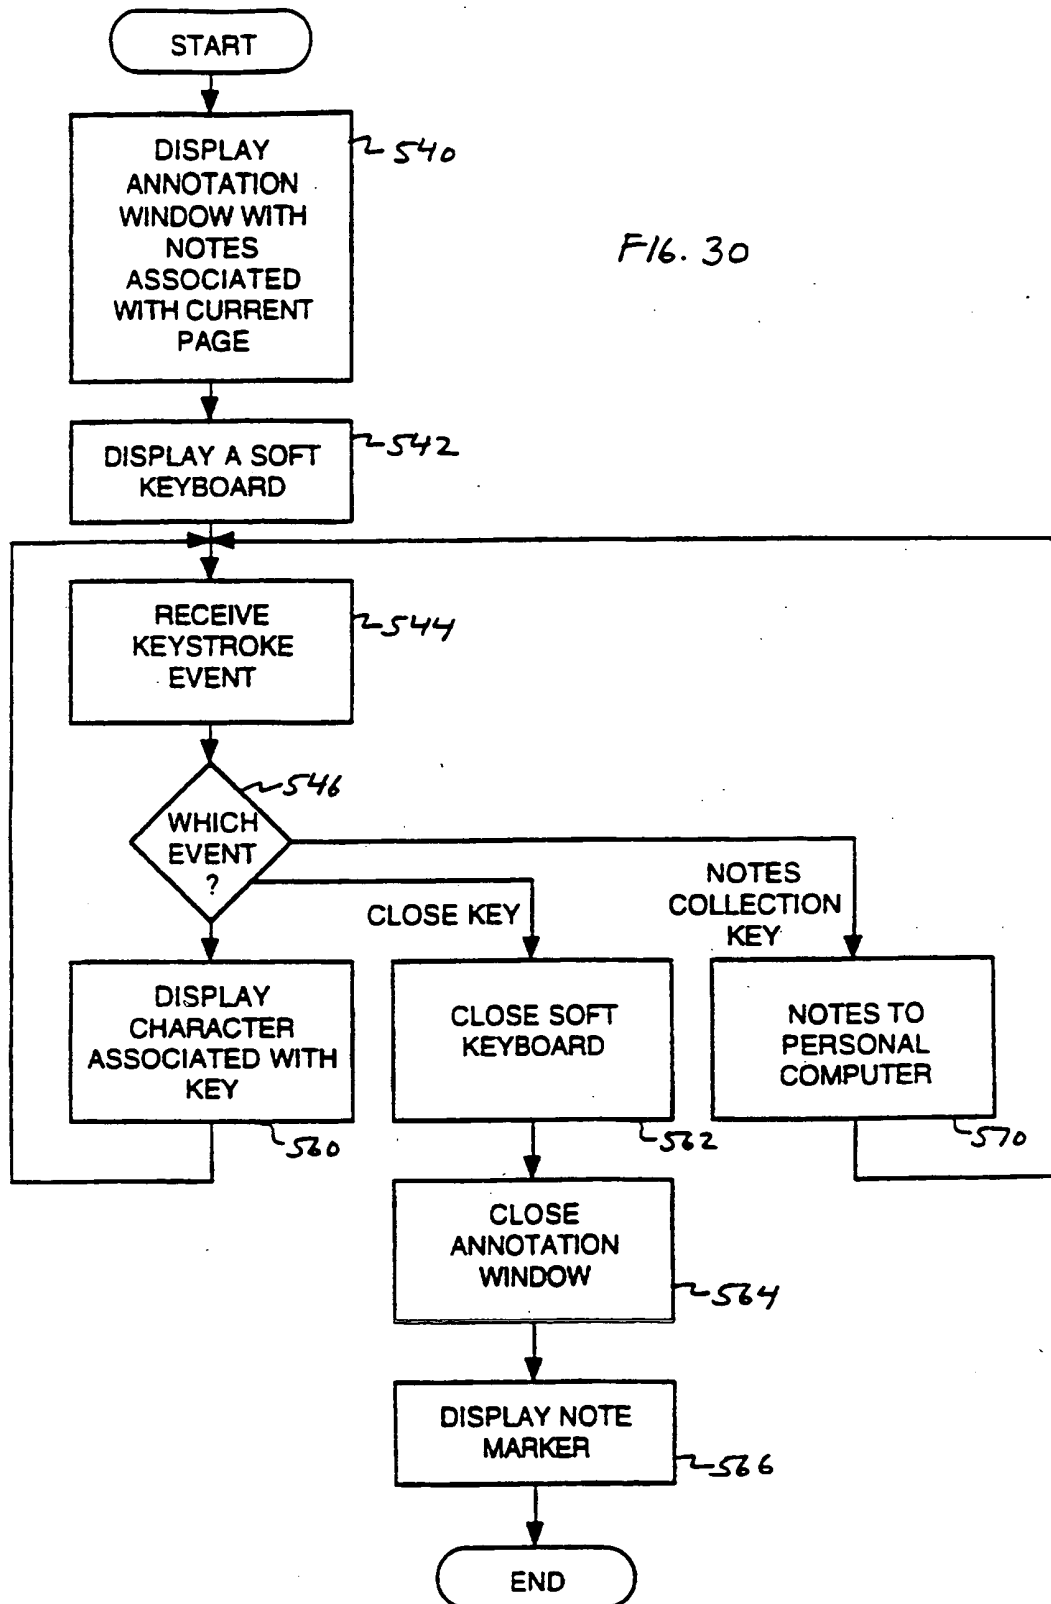 START
DISPLAY
ANNOTATION
WINDOW WITH
NOTES
ASSOCIATED
WITH CURRENT
PAGE
540
FIG. 30
DISPLAY A SOFT
KEYBOARD
542
RECEIVE
KEYSTROKE
EVENT
544
546
WHICH
EVENT
?
CLOSE KEY
NOTES
COLLECTION
KEY
DISPLAY
CHARACTER
ASSOCIATED WITH
KEY
560
CLOSE SOFT
KEYBOARD
562
NOTES TO
PERSONAL
COMPUTER
570
CLOSE
ANNOTATION
WINDOW
564
DISPLAY NOTE
MARKER
566
END